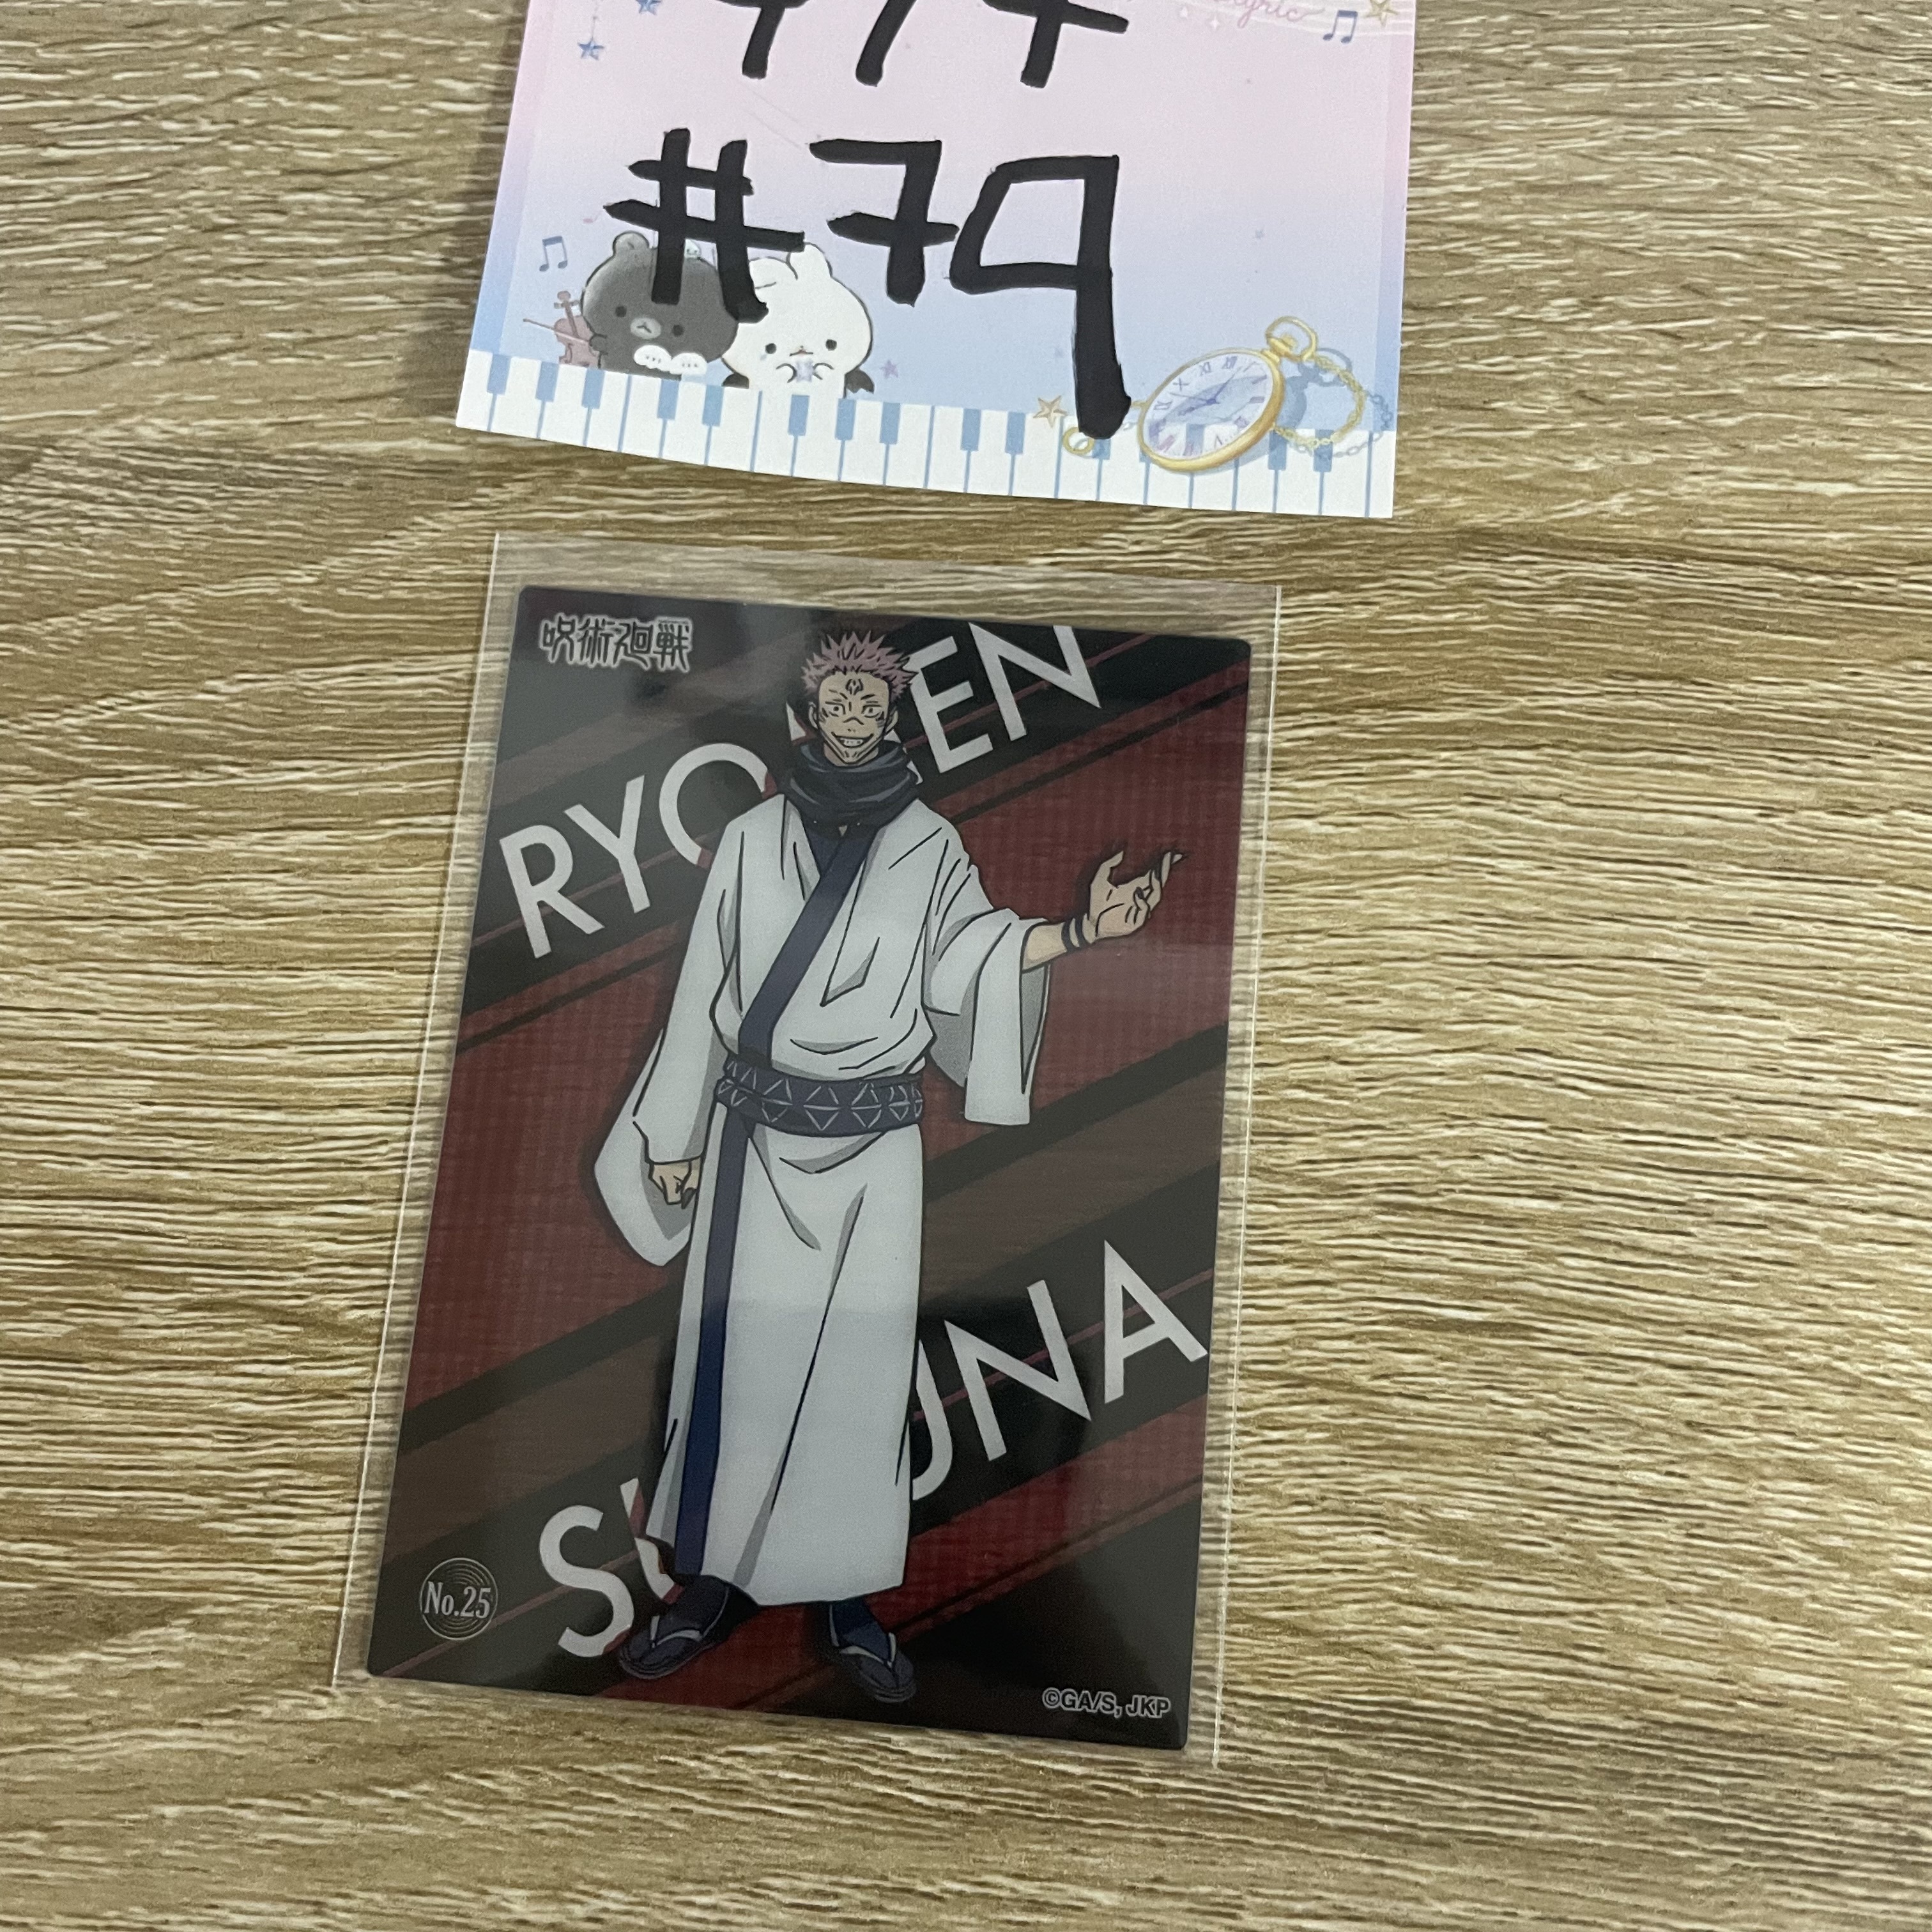 #79
呪術廻戦
RYOMEN
SUKUNA
No.25
©GA/S, JKP